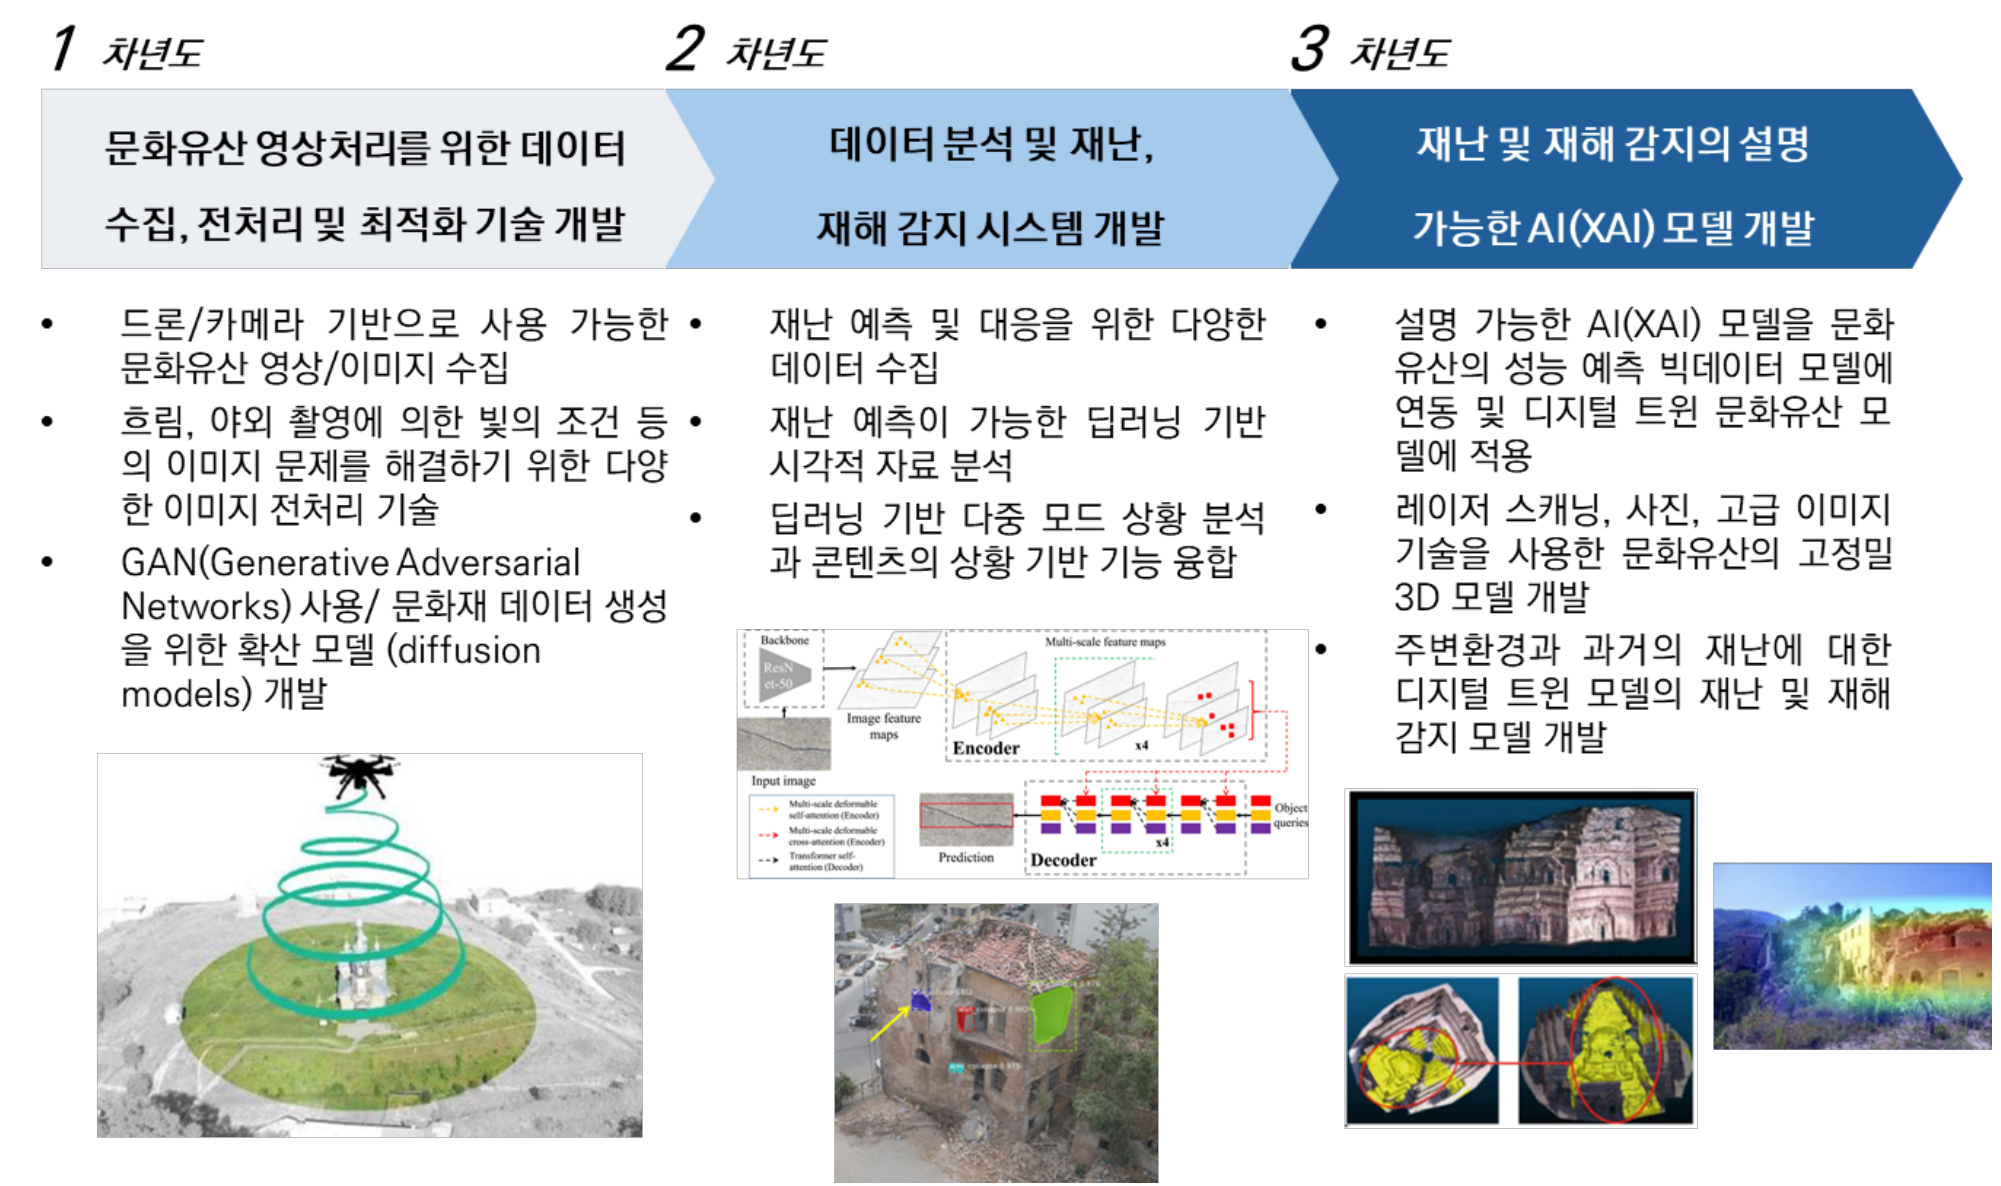 1 차년도
문화유산 영상처리를 위한 데이터
수집, 전처리 및 최적화 기술 개발
• 드론/카메라 기반으로 사용 가능한
문화유산 영상/이미지 수집
• 흐림, 야외 촬영에 의한 빛의 조건 등
의 이미지 문제를 해결하기 위한 다양
한 이미지 전처리 기술
• GAN(Generative Adversarial
Networks) 사용/ 문화재 데이터 생성
을 위한 확산 모델 (diffusion
models) 개발
2 차년도
데이터 분석 및 재난,
재해 감지 시스템 개발
• 재난 예측 및 대응을 위한 다양한
데이터 수집
• 재난 예측이 가능한 딥러닝 기반
시각적 자료 분석
• 딥러닝 기반 다중 모드 상황 분석
과 콘텐츠의 상황 기반 기능 융합
Backbone
ResN
et-50
Image feature
maps
Multi-scale feature maps
Encoder
x4
Input image
Multi-scale deformable
self-attention (Encoder)
Multi-scale deformable
cross-attention (Encoder)
Transformer self-
attention (Decoder)
Prediction
Decoder
x4
Object
queries
3 차년도
재난 및 재해 감지의 설명
가능한 AI(XAI) 모델 개발
• 설명 가능한 AI(XAI) 모델을 문화
유산의 성능 예측 빅데이터 모델에
연동 및 디지털 트윈 문화유산 모
델에 적용
• 레이저 스캐닝, 사진, 고급 이미지
기술을 사용한 문화유산의 고정밀
3D 모델 개발
• 주변환경과 과거의 재난에 대한
디지털 트윈 모델의 재난 및 재해
감지 모델 개발